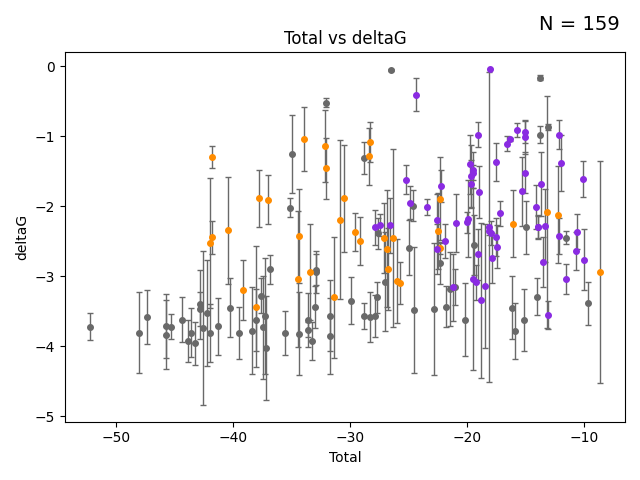 N = 159
Total vs deltaG
0
−1
−2
−3
−4
−5
deltaG
−50
−40
−30
−20
−10
Total